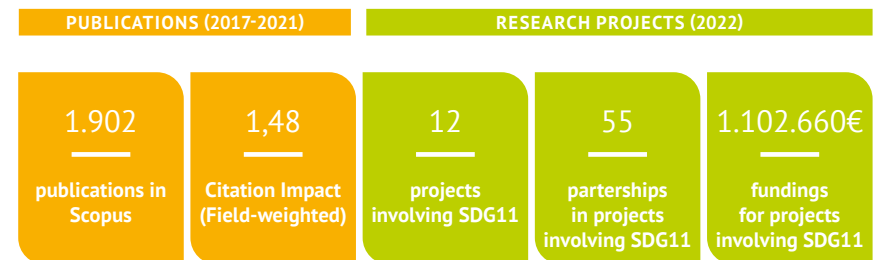 PUBLICATIONS (2017-2021)
RESEARCH PROJECTS (2022)
1.902
publications in
Scopus
1,48
Citation Impact
(Field-weighted)
12
projects
involving SDG11
55
parterships
in projects
involving SDG11
1.102.660€
fundings
for projects
involving SDG11